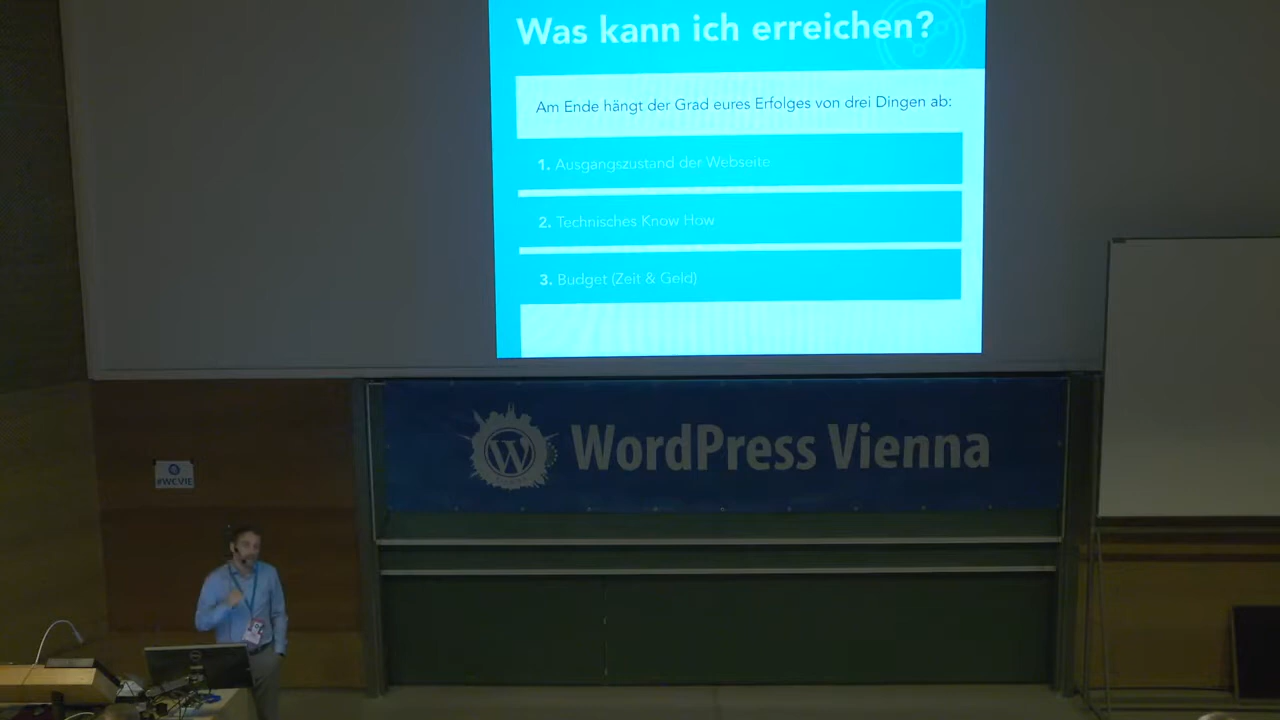 Was kann ich erreichen?
Am Ende hängt der Grad eures Erfolges von drei Dingen ab:
1. Ausgangszustand der Webseite
2. Technisches Know How
3. Budget (Zeit & Geld)
WordPress Vienna
#WCVIE